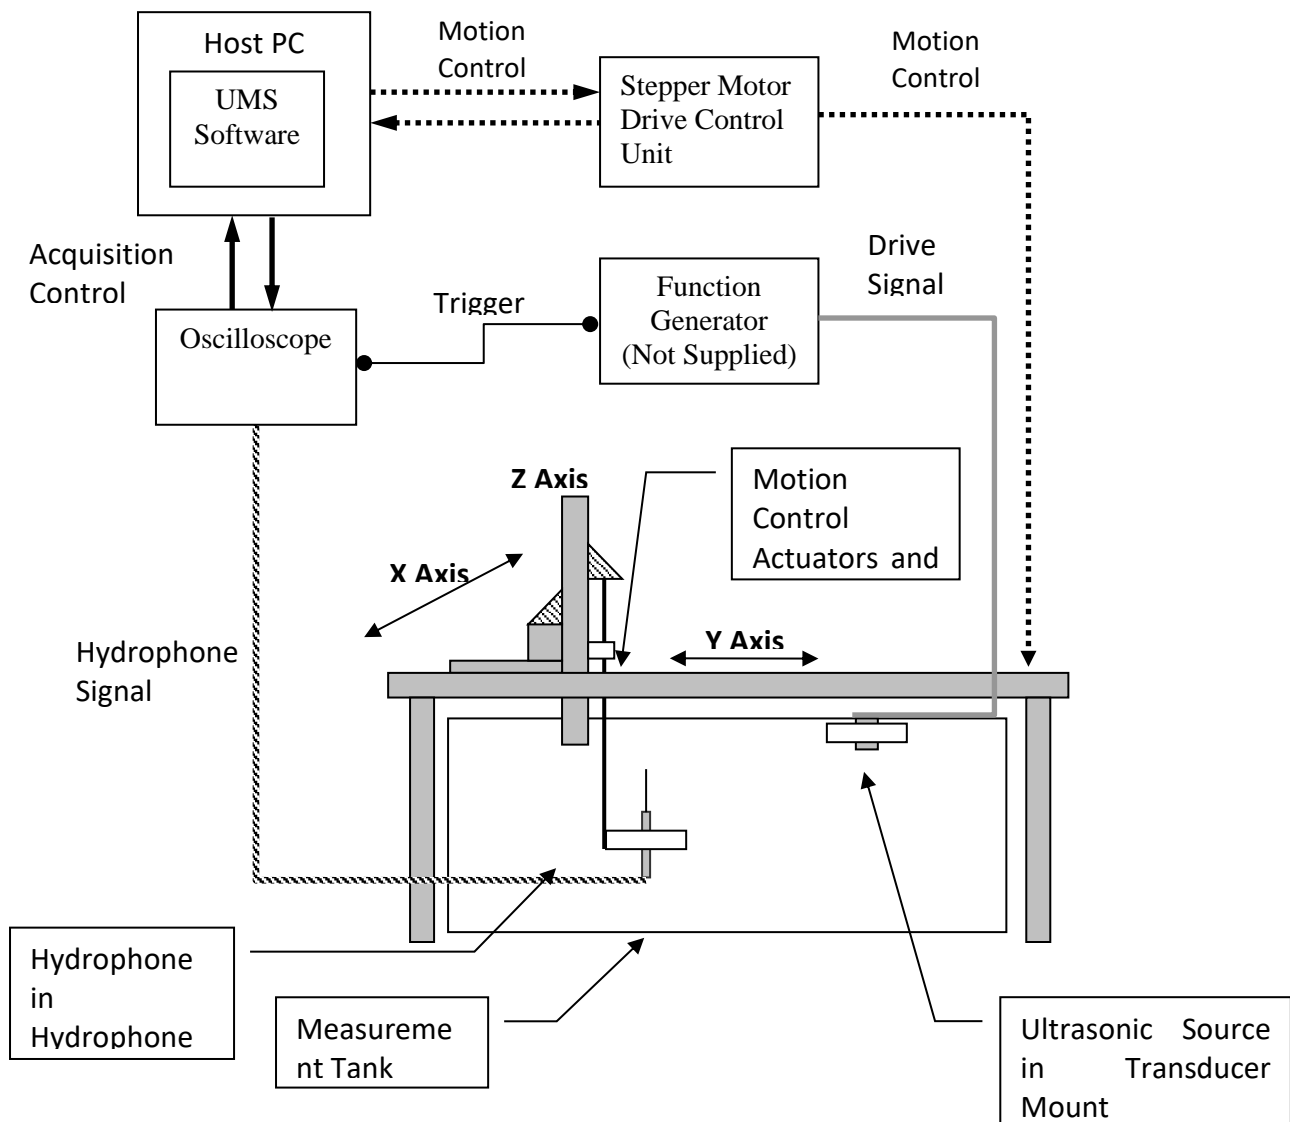 Host PC
UMS
Software
Motion
Control
Stepper Motor
Drive Control
Unit
Motion
Control
Acquisition
Control
Oscilloscope
Trigger
Function
Generator
(Not Supplied)
Drive
Signal
Z Axis
X Axis
Y Axis
Motion
Control
Actuators and
Hydrophone
Signal
Hydrophone
in
Hydrophone
Measureme
nt Tank
Ultrasonic Source
in Transducer
Mount